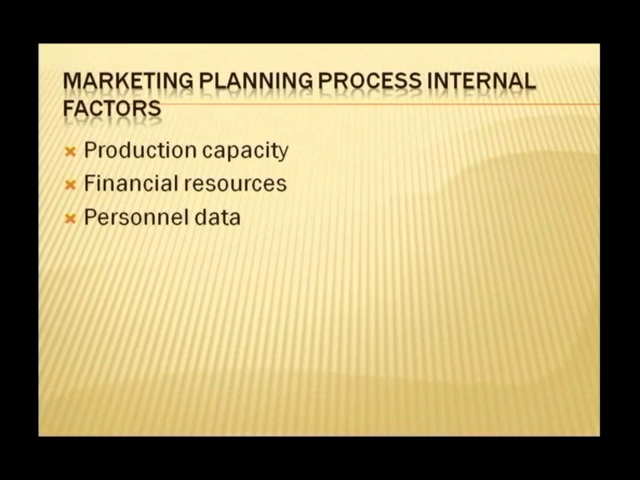 MARKETING PLANNING PROCESS INTERNAL
FACTORS
Production capacity
Financial resources
Personnel data